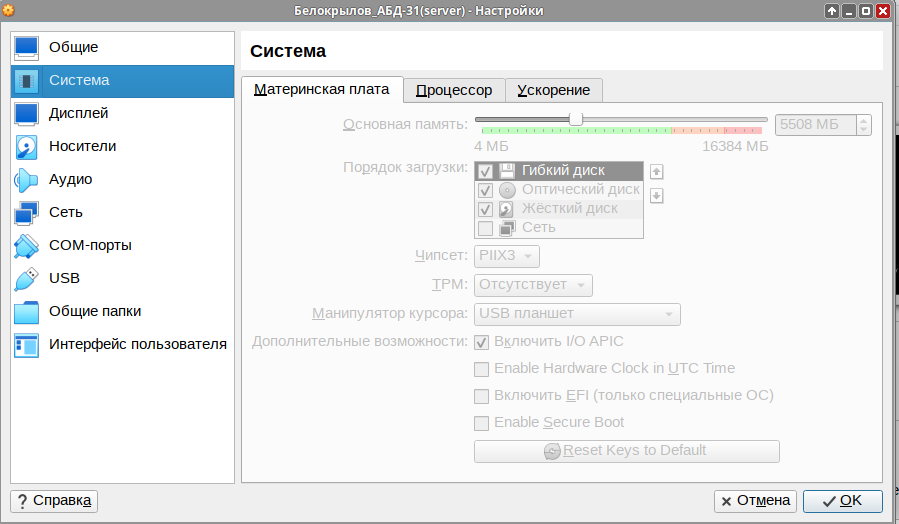 Белокрылов_АБД-31(server) - Настройки
Общие
Система
Дисплей
Носители
Аудио
Сеть
COM-порты
USB
Общие папки
Интерфейс пользователя
Система
Материнская плата
Процессор
Ускорение
Основная память:
5508 МБ
4 МБ
16384 МБ
Порядок загрузки:
Гибкий диск
Оптический диск
Жёсткий диск
Сеть
Чипсет:
PIIX3
TPM:
Отсутствует
Манипулятор курсора:
USB планшет
Дополнительные возможности:
Включить I/O APIC
Enable Hardware Clock in UTC Time
Включить EFI (только специальные ОС)
Enable Secure Boot
Reset Keys to Default
Справка
Отмена
OK